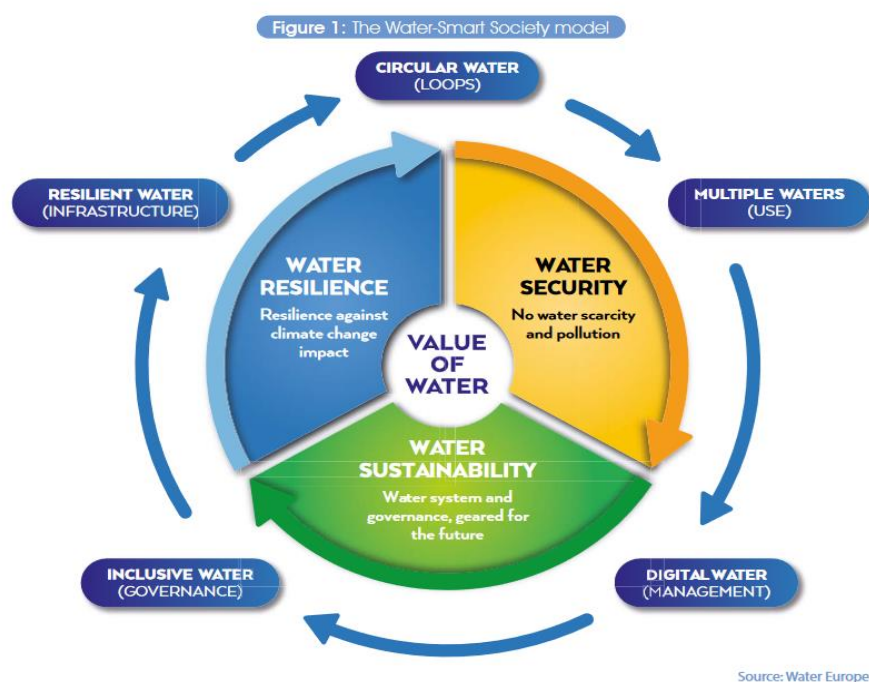 Figure 1: The Water-Smart Society model
CIRCULAR WATER
(LOOPS)
RESILIENT WATER
(INFRASTRUCTURE)
MULTIPLE WATERS
(USE)
WATER
RESILIENCE
Resilience against
climate change
impact
WATER
SECURITY
No water scarcity
and pollution
VALUE
OF
WATER
WATER
SUSTAINABILITY
Water system and
governance, geared for
the future
INCLUSIVE WATER
(GOVERNANCE)
DIGITAL WATER
(MANAGEMENT)
Source: Water Europe